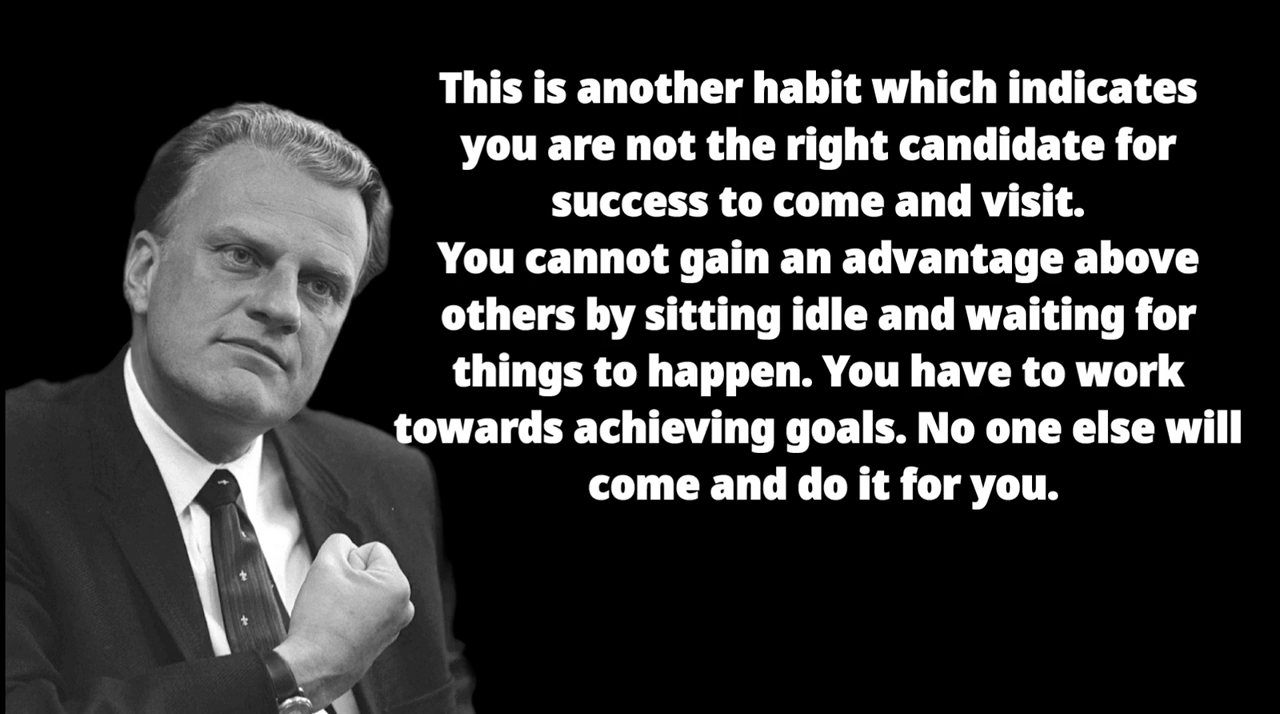 This is another habit which indicates
you are not the right candidate for
success to come and visit.
You cannot gain an advantage above
others by sitting idle and waiting for
things to happen. You have to work
towards achieving goals. No one else will
come and do it for you.